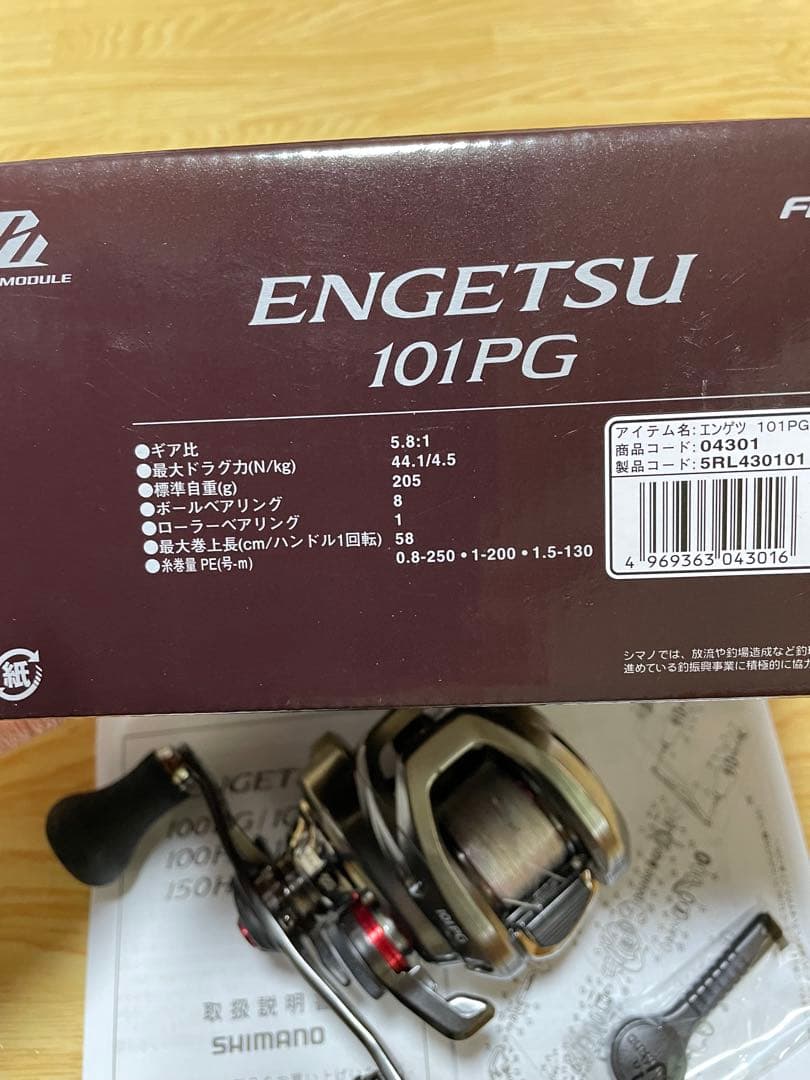 MODULE
ENGETSU
101PG
●ギア比 5.8:1
●最大ドラグ力(N/kg) 44.1/4.5
●標準自重(g) 205
●ボールベアリング 8
●ローラーベアリング 1
●最大巻上長(cm/ハンドル1回転) 58
●糸巻量 PE(号-m) 0.8-250・1-200・1.5-130
アイテム名:エンゲツ 101PG
商品コード:04301
製品コード:5RL430101
4 969363 043016
紙
シマノでは、放流や釣場造成など釣
進めている釣振興事業に積極的に協力
ENGETSU
100
150H
101PG
取扱説明
SHIMANO